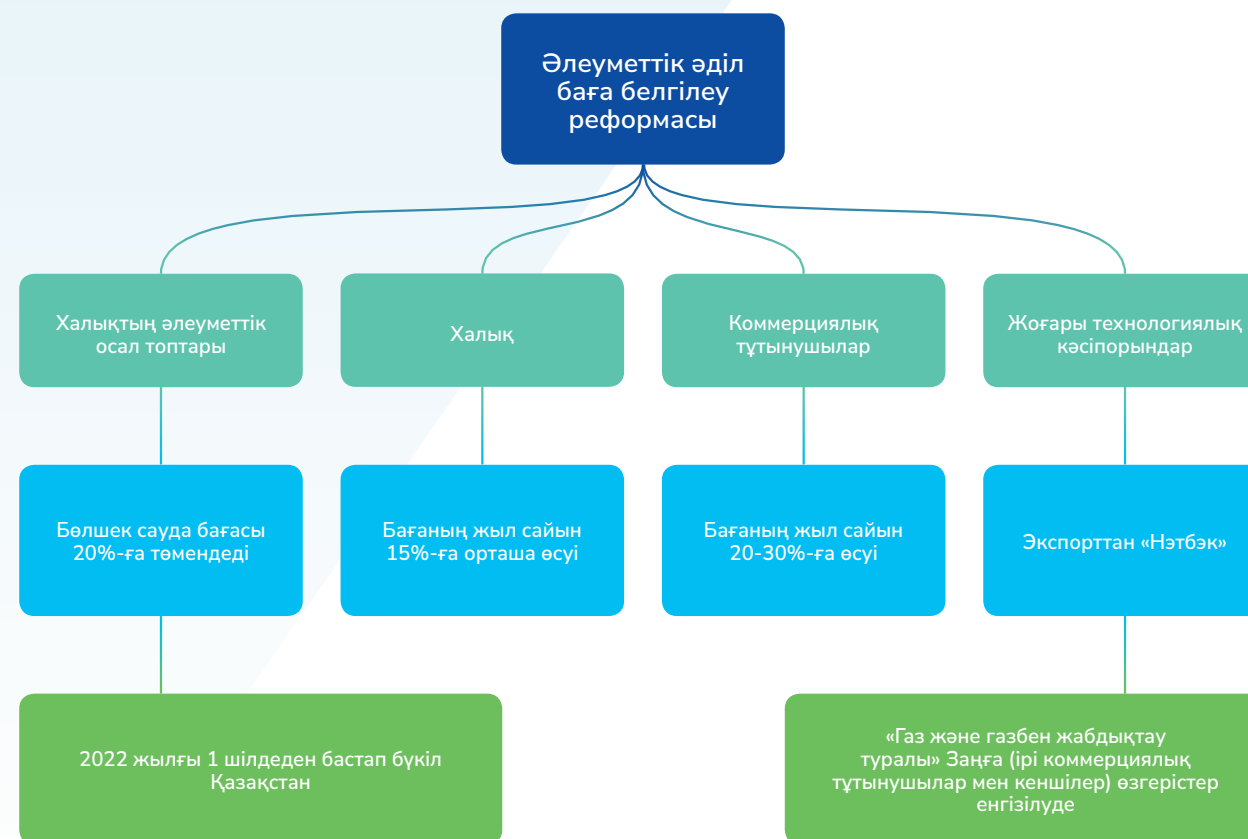 Әлеуметтік әділ
баға белгілеу
реформасы
Халықтың әлеуметтік
осал топтары
Халық
Коммерциялық
тұтынушылар
Жоғары технологиялық
кәсіпорындар
Бөлшек сауда бағасы
20%-ға төмендеді
Бағаның жыл сайын
15%-ға орташа өсуі
Бағаның жыл сайын
20-30%-ға өсуі
Экспорттан «Нэтбэк»
2022 жылғы 1 шілдеден бастап бүкіл
Қазақстан
«Газ және газбен жабдықтау
туралы» Заңға (ірі коммерциялық
тұтынушылар мен кеншілер) өзгерістер
енгізілуде